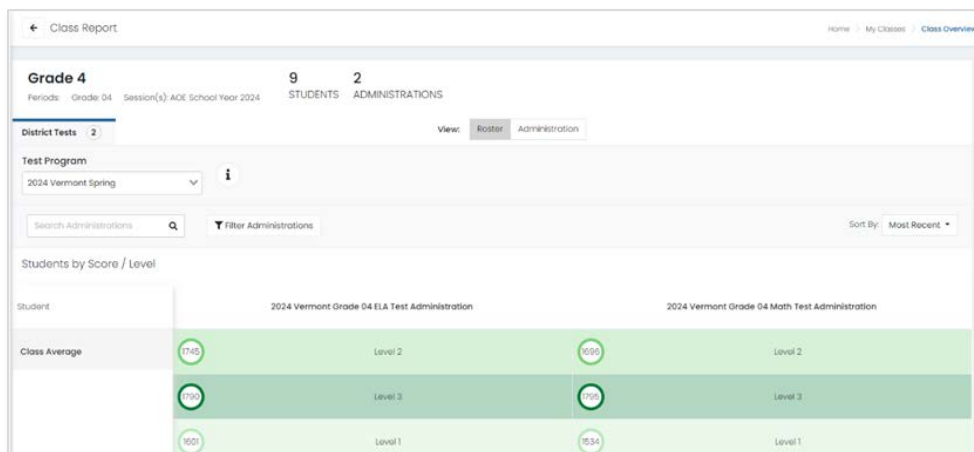 Class Report
Home / My Classes / Class Overview
Grade 4
Periods Grade: 04 Session(s): AOE School Year 2024
9 STUDENTS
2 ADMINISTRATIONS
District Tests 2
View: Roster Administration
Test Program
2024 Vermont Spring
i
Search Administrations
Filter Administrations
Sort By: Most Recent
Students by Score / Level
Student 2024 Vermont Grade 04 ELA Test Administration 2024 Vermont Grade 04 Math Test Administration
Class Average 1745 Level 2 1696 Level 2
1790 Level 3 1795 Level 3
1601 Level 1 1534 Level 1